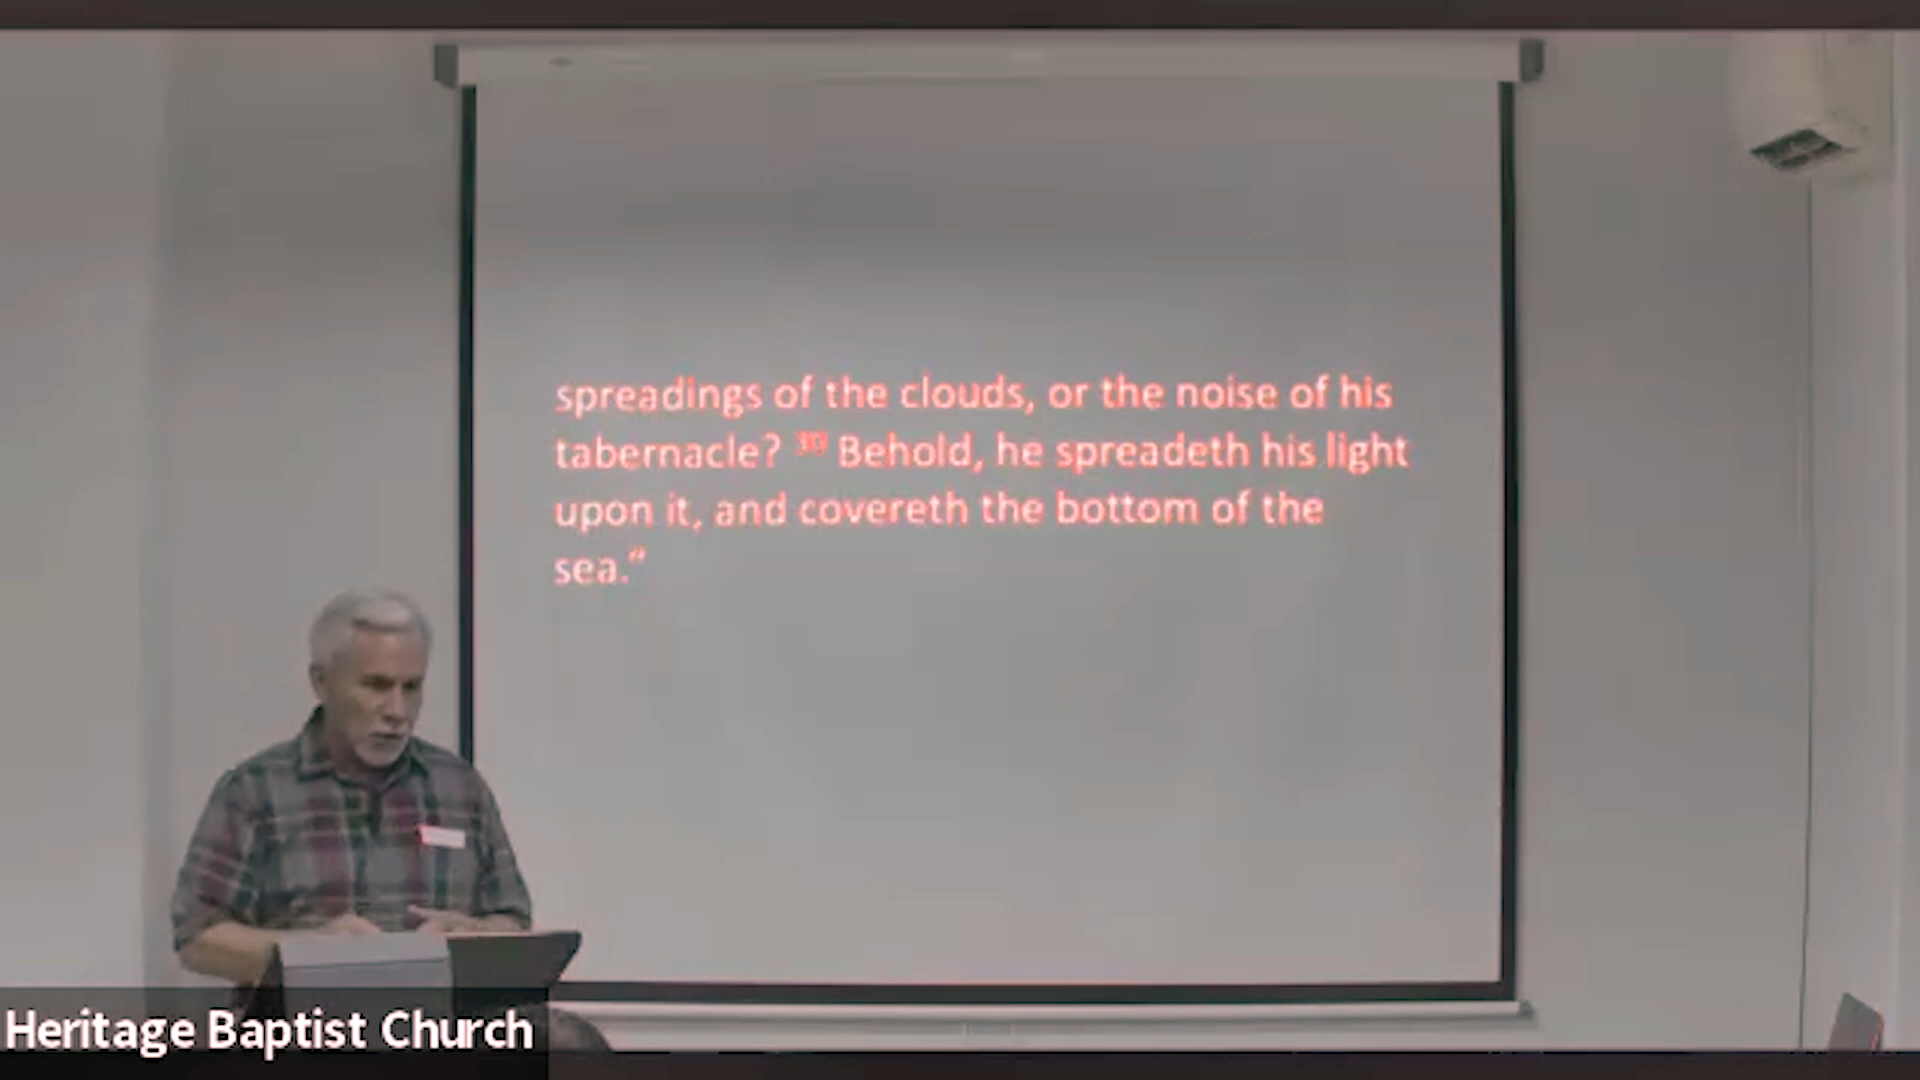 spreadings of the clouds, or the noise of his
tabernacle? 30 Behold, he spreadeth his light
upon it, and covereth the bottom of the
sea.“
Heritage Baptist Church